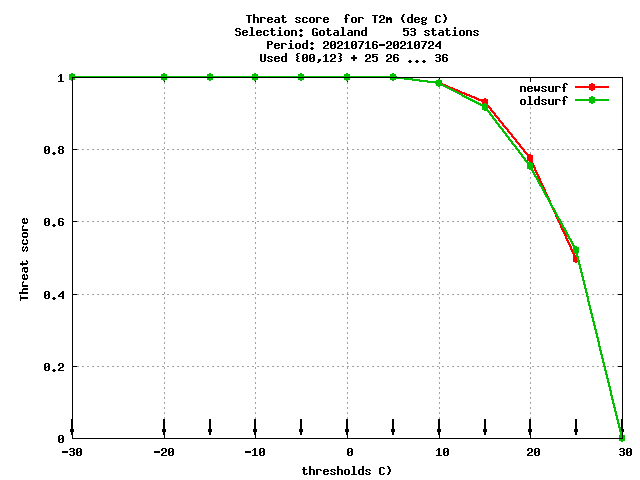 Threat score  for T2m (deg C)
Selection: Gotaland     53 stations
Period: 20210716-20210724
Used {00,12} + 25 26 ... 36
newsurf
oldsurf
Threat score
1
0.8
0.6
0.4
0.2
0
-30 -20 -10 0 10 20 30
thresholds C)